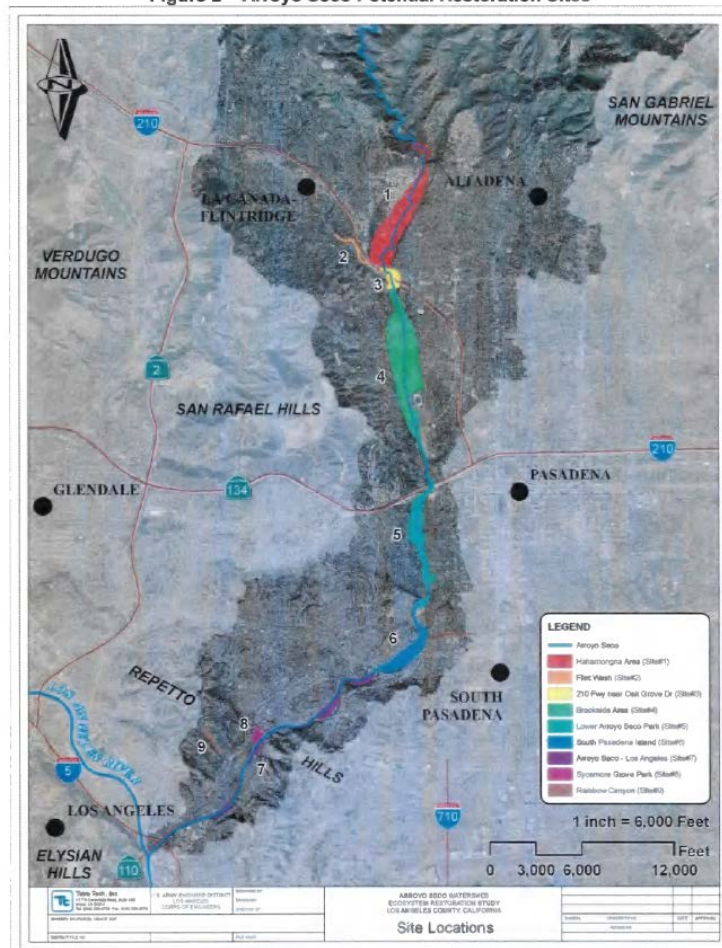 Figure 2 – Arroyo Seco Potential Restoration Sites
N
210
SAN GABRIEL
MOUNTAINS
ALTADENA
LA CANADA-
FLINTRIDGE
1
2
3
VERDUGO
MOUNTAINS
2
4
SAN RAFAEL HILLS
210
GLENDALE
134
PASADENA
5
6
REPETTO
HILLS
SOUTH
PASADENA
8
9
7
LOS ANGELES RIVER
5
LOS ANGELES
ELYSIAN
HILLS
110
710
LEGEND
Arroyo Seco
Hahamongna Area (Site#1)
Flint Wash (Site#2)
210 Fwy near Oak Grove Dr (Site#3)
Brookside Area (Site#4)
Lower Arroyo Seco Park (Site#5)
South Pasadena Island (Site#6)
Arroyo Seco - Los Angeles (Site#7)
Sycamore Grove Park (Site#8)
Rainbow Canyon (Site#9)
1 inch = 6,000 Feet
Feet
0 3,000 6,000 12,000
Tt
Tetra Tech, Inc
U.S. ARMY ENGINEER DISTRICT
LOS ANGELES
CORPS OF ENGINEERS
ARROYO SECO WATERSHED
ECOSYSTEM RESTORATION STUDY
LOS ANGELES COUNTY, CALIFORNIA
Site Locations